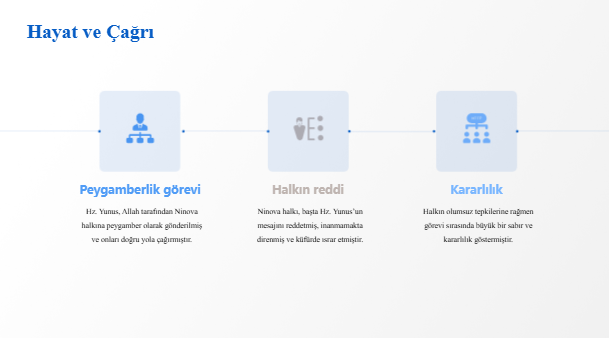 Hayat ve Çağrı
Peygamberlik görevi
Hz. Yunus, Allah tarafından Ninova
halkına peygamber olarak gönderilmiş
ve onları doğru yola çağırmıştır.
Halkın reddi
Ninova halkı, başta Hz. Yunus'un
mesajını reddetmiş, inanmamakta
direnmiş ve küfürde ısrar etmiştir.
Kararlılık
Halkın olumsuz tepkilerine rağmen
görevi sırasında büyük bir sabır ve
kararlılık göstermiştir.